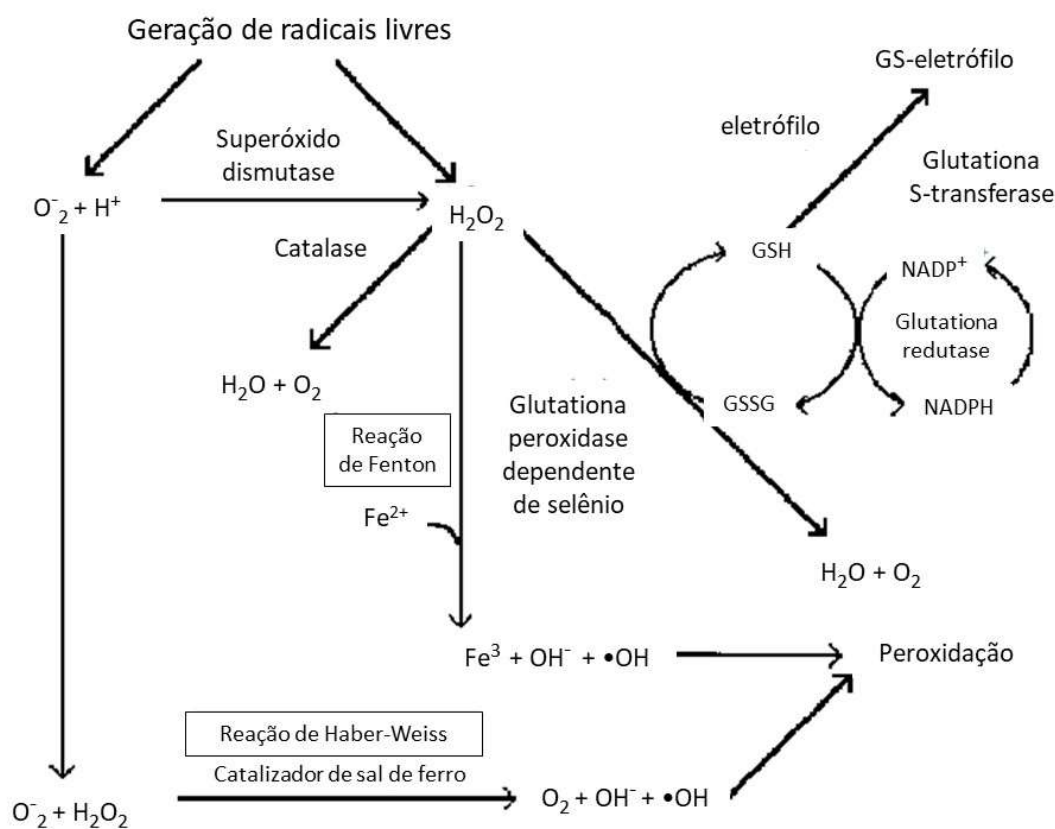 Geração de radicais livres
GS-eletrófilo
eletrófilo
Glutationa
S-transferase
Superóxido
dismutase
O⁻₂ + H⁺
H₂O₂
Catalase
GSH
NADP⁺
Glutationa
redutase
GSSG
NADPH
H₂O + O₂
Glutationa
peroxidase
dependente
de selênio
Reação
de Fenton
Fe²⁺
H₂O + O₂
Fe³ + OH⁻ + •OH
Peroxidação
Reação de Haber-Weiss
Catalizador de sal de ferro
O⁻₂ + H₂O₂
O₂ + OH⁻ + •OH